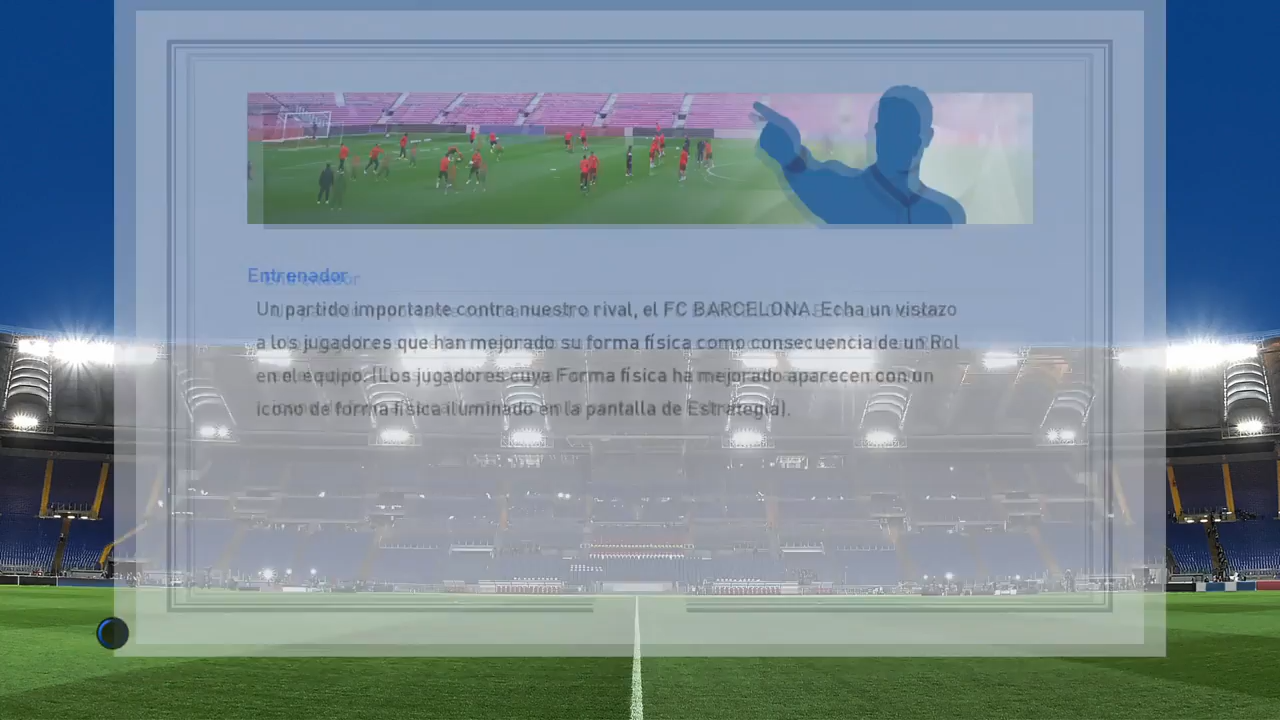 Entrenador
Un partido importante contra nuestro rival, el FC BARCELONA. Echa un vistazo
a los jugadores que han mejorado su forma física como consecuencia de un Rol
en el equipo. (Los jugadores cuya Forma física ha mejorado aparecen con un
icono de forma física iluminado en la pantalla de Estrategia).